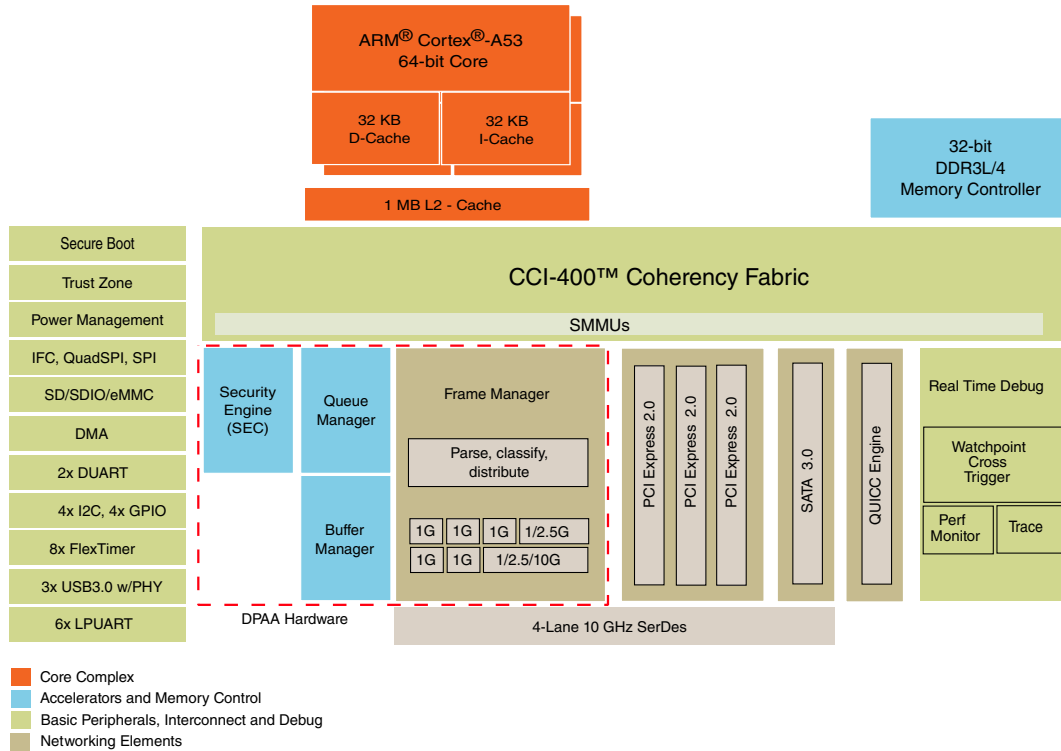 ARM® Cortex®-A53
64-bit Core
32 KB
D-Cache
32 KB
I-Cache
1 MB L2 - Cache
32-bit
DDR3L/4
Memory Controller
Secure Boot
Trust Zone
Power Management
IFC, QuadSPI, SPI
SD/SDIO/eMMC
DMA
2x DUART
4x I2C, 4x GPIO
8x FlexTimer
3x USB3.0 w/PHY
6x LPUART
CCI-400™ Coherency Fabric
SMMUs
Security
Engine
(SEC)
Queue
Manager
Buffer
Manager
Frame Manager
Parse, classify,
distribute
1G
1G
1G
1/2.5G
1G
1G
1/2.5/10G
DPAA Hardware
PCI Express 2.0
PCI Express 2.0
PCI Express 2.0
SATA 3.0
QUICC Engine
Real Time Debug
Watchpoint
Cross
Trigger
Perf
Monitor
Trace
4-Lane 10 GHz SerDes
Core Complex
Accelerators and Memory Control
Basic Peripherals, Interconnect and Debug
Networking Elements